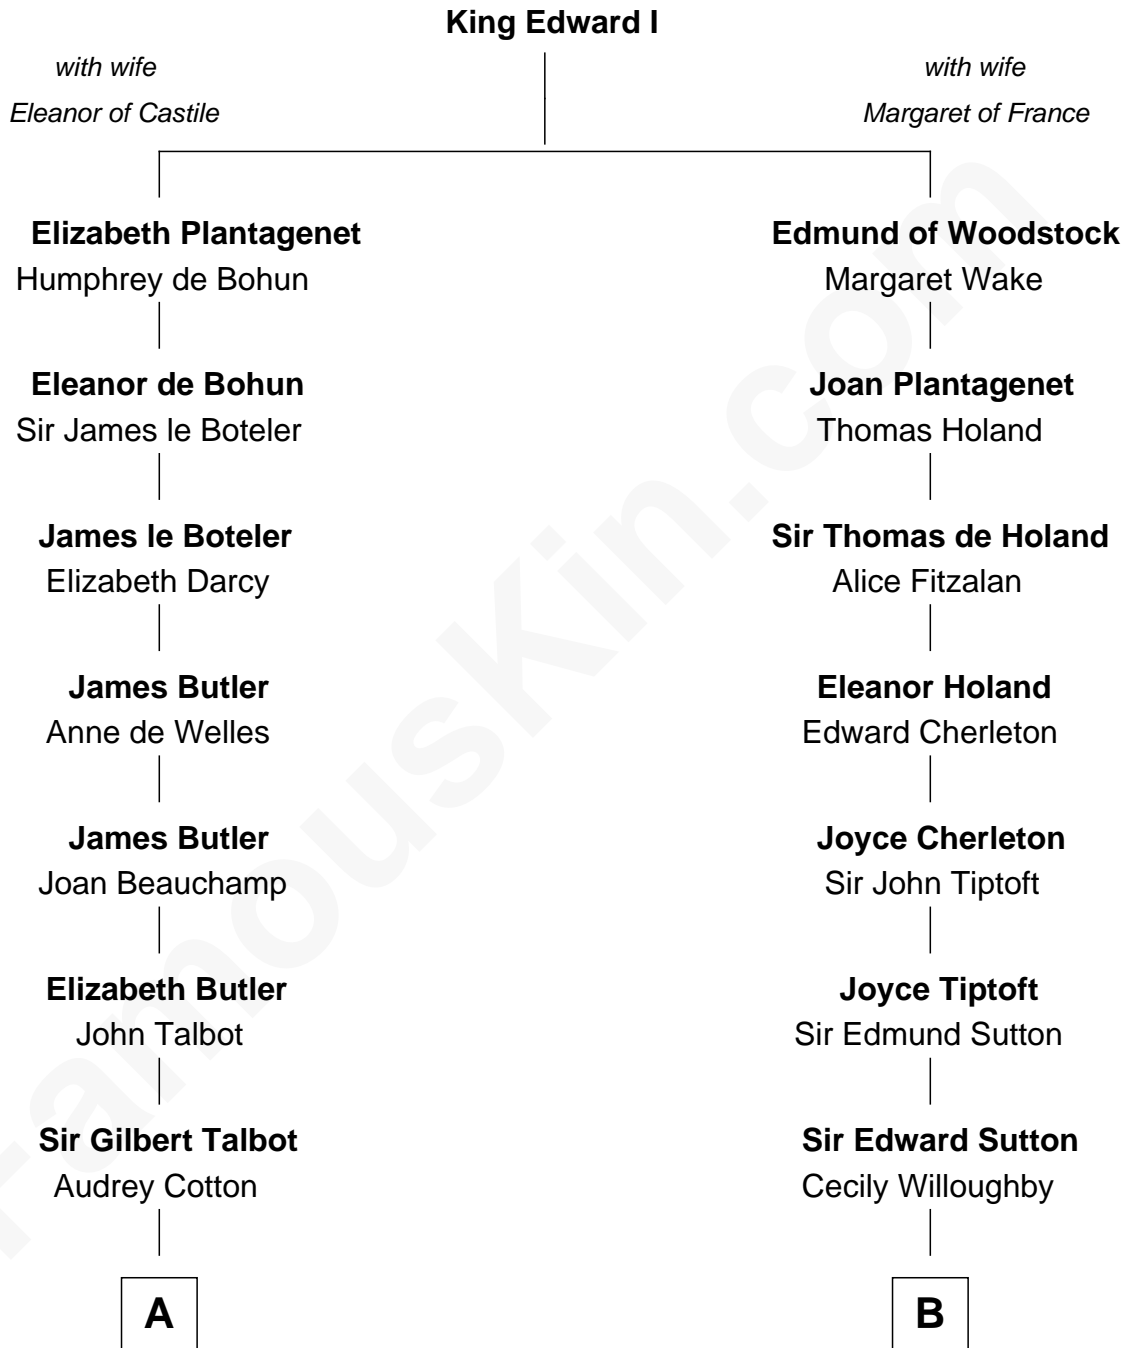 King Edward I
with wife
Eleanor of Castile
with wife
Margaret of France
Elizabeth Plantagenet
Humphrey de Bohun
Edmund of Woodstock
Margaret Wake
Eleanor de Bohun
Sir James le Boteler
Joan Plantagenet
Thomas Holand
James le Boteler
Elizabeth Darcy
Sir Thomas de Holand
Alice Fitzalan
James Butler
Anne de Welles
Eleanor Holand
Edward Cherleton
James Butler
Joan Beauchamp
Joyce Cherleton
Sir John Tiptoft
Elizabeth Butler
John Talbot
Joyce Tiptoft
Sir Edmund Sutton
Sir Gilbert Talbot
Audrey Cotton
Sir Edward Sutton
Cecily Willoughby
A
B
FamousKin.com